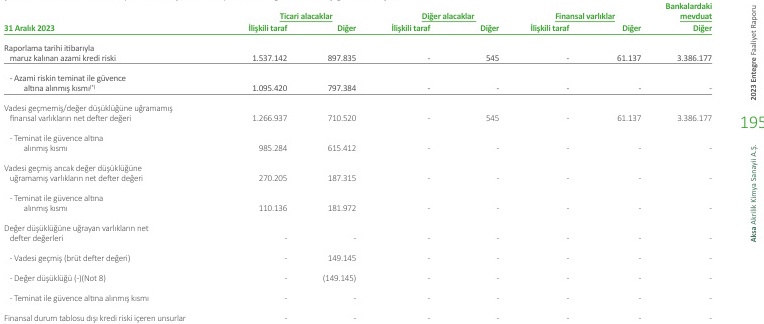 Bankalardaki
Ticari alacaklar Diğer alacaklar Finansal varlıklar mevduat
31 Aralık 2023 İlişkili taraf Diğer İlişkili taraf Diğer İlişkili taraf Diğer Diğer
Raporlama tarihi itibarıyla
maruz kalınan azami kredi riski 1.537.142 897.835 - 545 - 61.137 3.386.177
- Azami riskin teminat ile güvence
altına alınmış kısmı(*) 1.095.420 797.384 - - - - -
Vadesi geçmemiş/değer düşüklüğüne uğramamış
finansal varlıkların net defter değeri 1.266.937 710.520 - 545 - 61.137 3.386.177
- Teminat ile güvence altına
alınmış kısmı 985.284 615.412 - - - - -
Vadesi geçmiş ancak değer düşüklüğüne
uğramamış varlıkların net defter değeri 270.205 187.315 - - - - -
- Teminat ile güvence altına
alınmış kısmı 110.136 181.972 - - - - -
Değer düşüklüğüne uğrayan varlıkların net
defter değerleri - - - - - - -
- Vadesi geçmiş (brüt defter değeri) - 149.145 - - - - -
- Değer düşüklüğü (-)(Not 8) - (149.145) - - - - -
- Teminat ile güvence altına alınmış kısmı - - - - - - -
Finansal durum tablosu dışı kredi riski içeren unsurlar - - - - - - -
2023 Entegre Faaliyet Raporu
195
Aksa Akrilik Kimya Sanayii A.Ş.